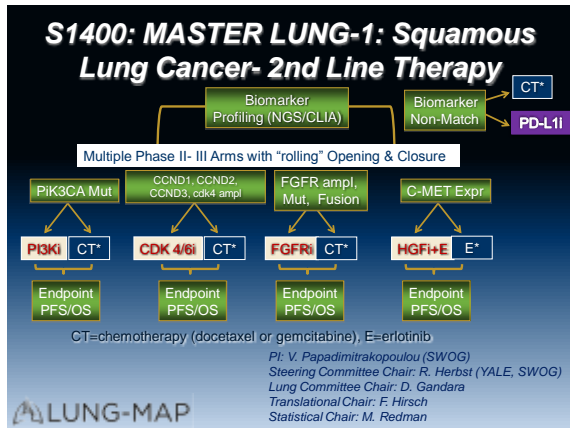 S1400: MASTER LUNG-1: Squamous
Lung Cancer- 2nd Line Therapy
Biomarker
Profiling (NGS/CLIA)
Biomarker
Non-Match
CT*
PD-L1i
Multiple Phase II- III Arms with “rolling” Opening & Closure
PiK3CA Mut
CCND1, CCND2,
CCND3, cdk4 ampl
FGFR ampl,
Mut, Fusion
C-MET Expr
PI3Ki
CT*
CDK 4/6i
CT*
FGFRi
CT*
HGFi+E
E*
Endpoint
PFS/OS
Endpoint
PFS/OS
Endpoint
PFS/OS
Endpoint
PFS/OS
CT=chemotherapy (docetaxel or gemcitabine), E=erlotinib
PI: V. Papadimitrakopoulou (SWOG)
Steering Committee Chair: R. Herbst (YALE, SWOG)
Lung Committee Chair: D. Gandara
Translational Chair: F. Hirsch
Statistical Chair: M. Redman
LUNG-MAP